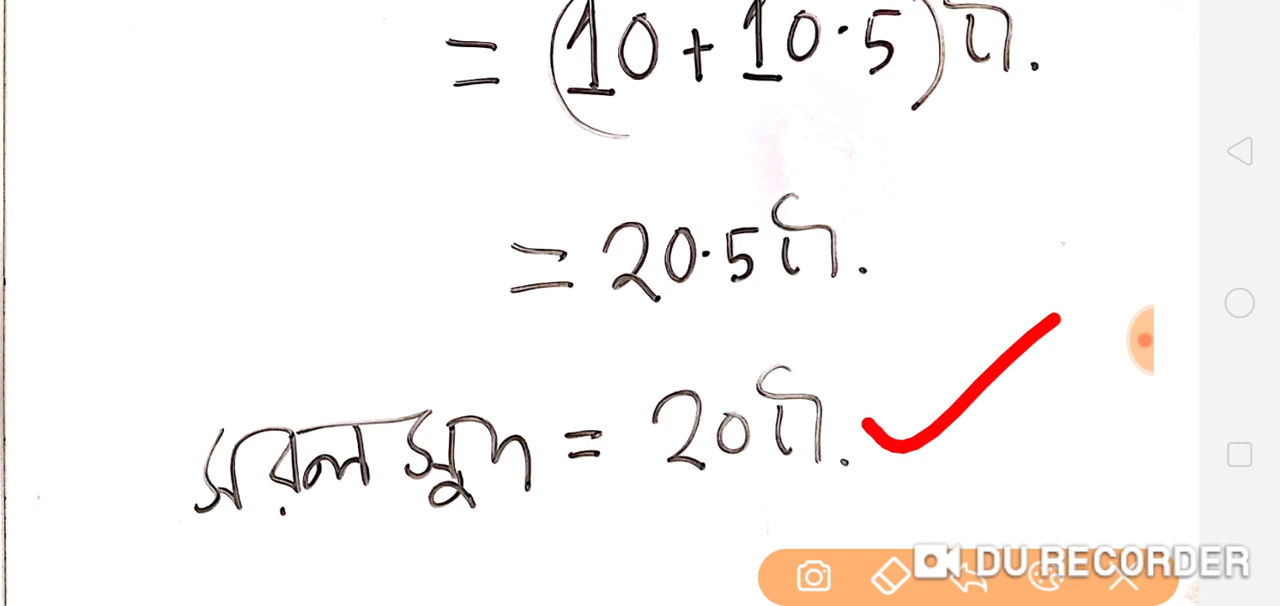 = (10 + 10.5) টা.
= 20.5 টা.
সরল সুদ = 20 টা.
DU RECORDER